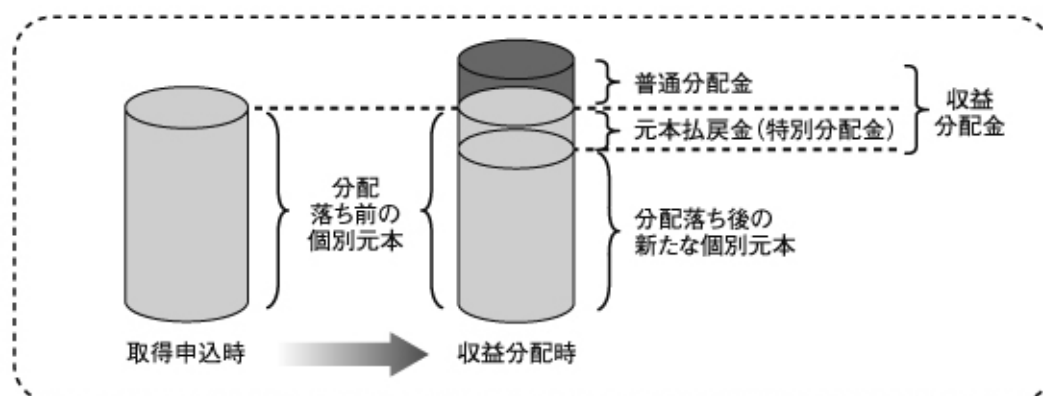 普通分配金
元本払戻金(特別分配金)
収益
分配金
分配
落ち前の
個別元本
分配落ち後の
新たな個別元本
取得申込時
収益分配時